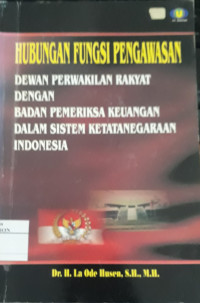 HUBUNGAN FUNGSI PENGAWASAN
DEWAN PERWAKILAN RAKYAT
DENGAN
BADAN PEMERIKSA KEUANGAN
DALAM SISTEM KETATANEGARAAN
INDONESIA
Dr. H. La Ode Husen, S.H., M.H.